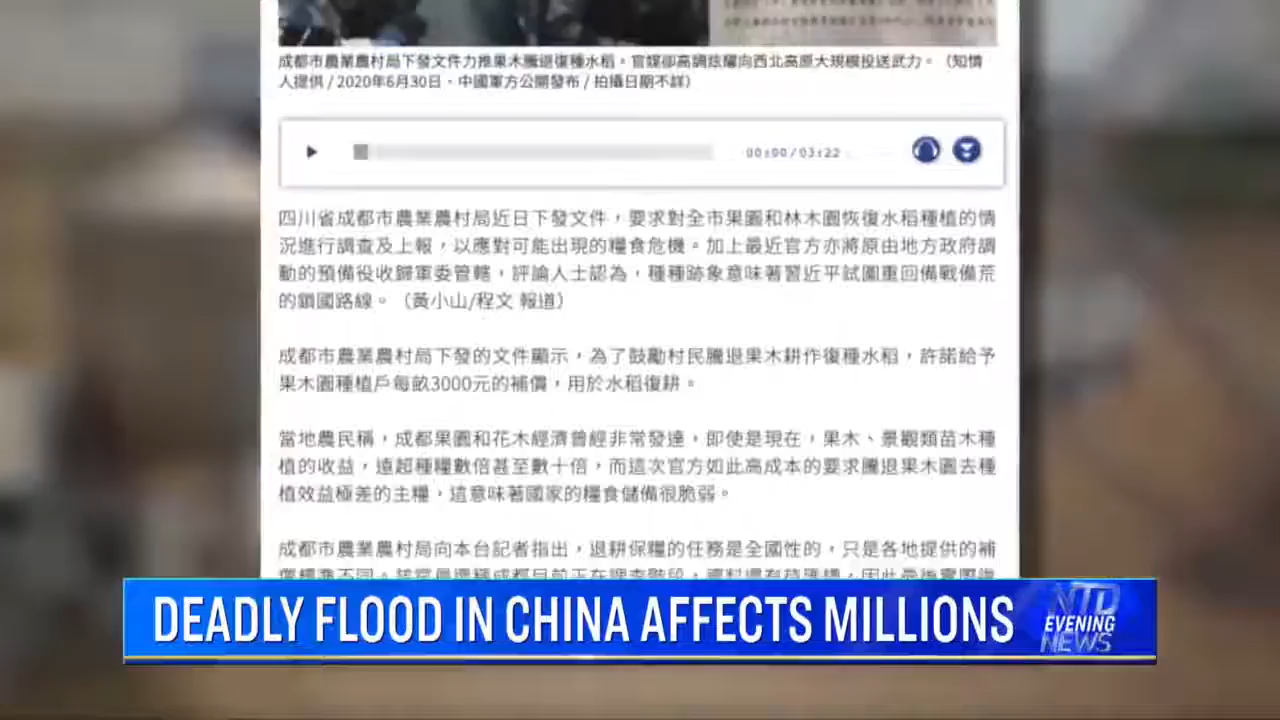 成都市農業農村局下發文件力推果木騰退復種水稻。官媒卻高調炫耀向西北高原大規模投送武力。（知情
人提供 / 2020年6月30日、中國軍方公開發布 / 拍攝日期不詳）
00:00/03:22
四川省成都市農業農村局近日下發文件，要求對全市果園和林木園恢復水稻種植的情
況進行調查及上報，以應對可能出現的糧食危機。加上最近官方亦將原由地方政府調
動的預備役收歸軍委管轄，評論人士認為，種種跡象意味著習近平試圖重回備戰備荒
的鎖國路線。（黃小山/程文 報道）
成都市農業農村局下發的文件顯示，為了鼓勵村民騰退果木耕作復種水稻，許諾給予
果木園種植戶每畝3000元的補償，用於水稻復耕。
當地農民稱，成都果園和花木經濟曾經非常發達，即使是現在，果木、景觀類苗木種
植的收益，遠超種糧數倍甚至數十倍，而這次官方如此高成本的要求騰退果木園去種
植效益極差的主糧，這意味著國家的糧食儲備很脆弱。
成都市農業農村局向本台記者指出，退耕保糧的任務是全國性的，只是各地提供的補
DEADLY FLOOD IN CHINA AFFECTS MILLIONS
NTD
EVENING
NEWS